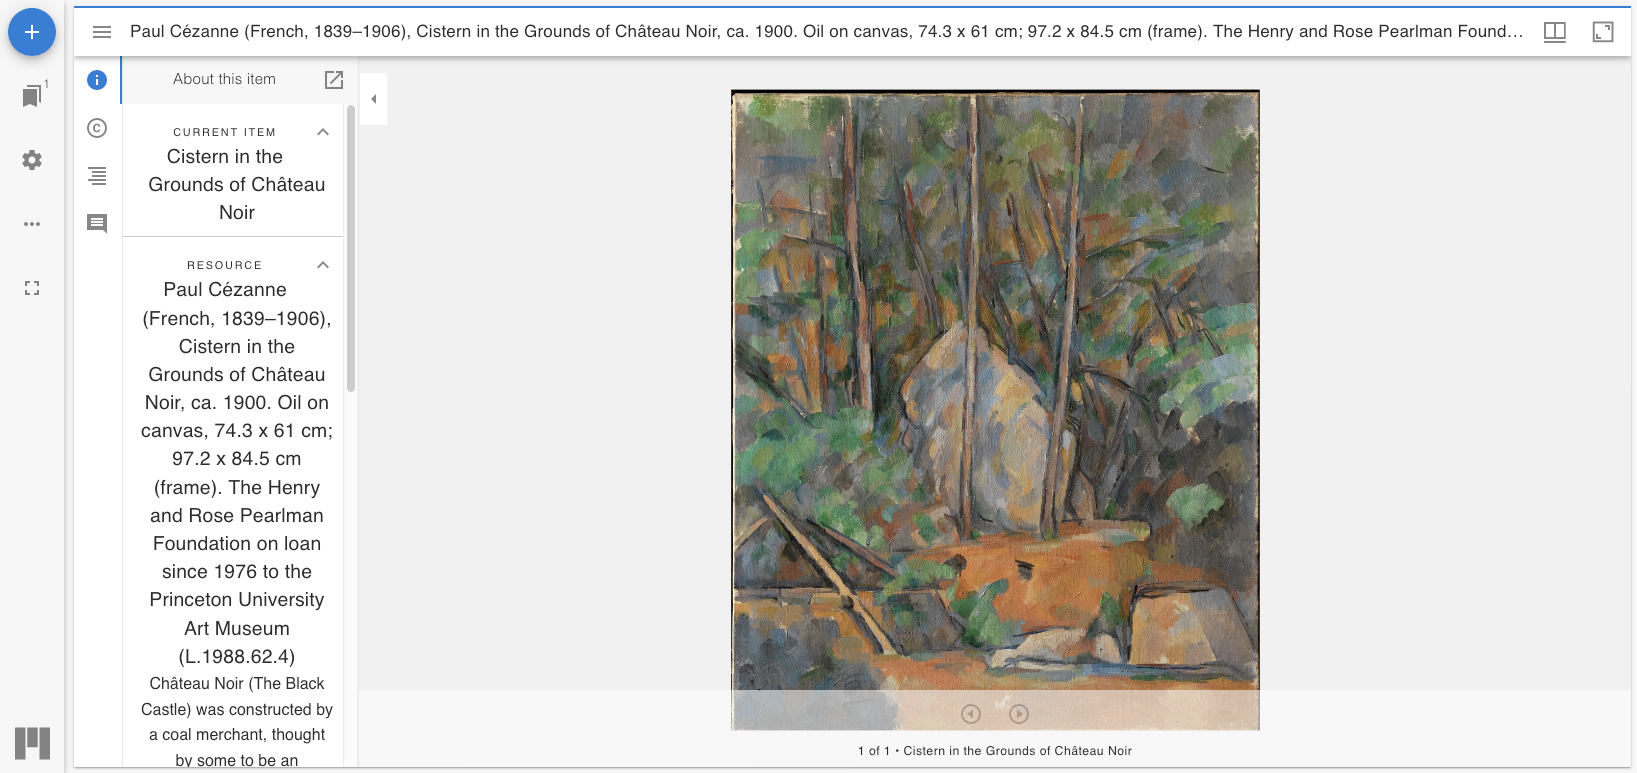 Paul Cézanne (French, 1839–1906), Cistern in the Grounds of Château Noir, ca. 1900. Oil on canvas, 74.3 x 61 cm; 97.2 x 84.5 cm (frame). The Henry and Rose Pearlman Found…
1
About this item
CURRENT ITEM
Cistern in the
Grounds of Château
Noir
RESOURCE
Paul Cézanne
(French, 1839–1906),
Cistern in the
Grounds of Château
Noir, ca. 1900. Oil on
canvas, 74.3 x 61 cm;
97.2 x 84.5 cm
(frame). The Henry
and Rose Pearlman
Foundation on loan
since 1976 to the
Princeton University
Art Museum
(L.1988.62.4)
Château Noir (The Black
Castle) was constructed by
a coal merchant, thought
by some to be an
1 of 1 • Cistern in the Grounds of Château Noir